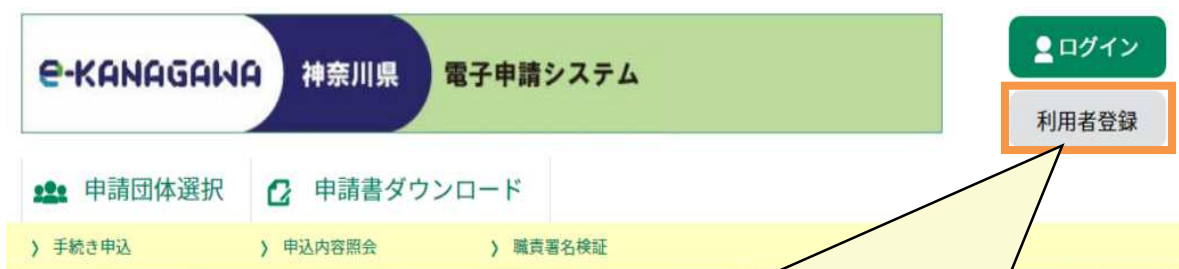 e-KANAGAWA 神奈川県 電子申請システム
ログイン
利用者登録
申請団体選択 申請書ダウンロード
〉 手続き申込 〉 申込内容照会 〉 職責署名検証